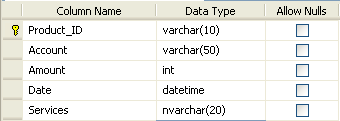 Column Name Data Type Allow Nulls
Product_ID varchar(10)
Account varchar(50)
Amount int
Date datetime
Services nvarchar(20)